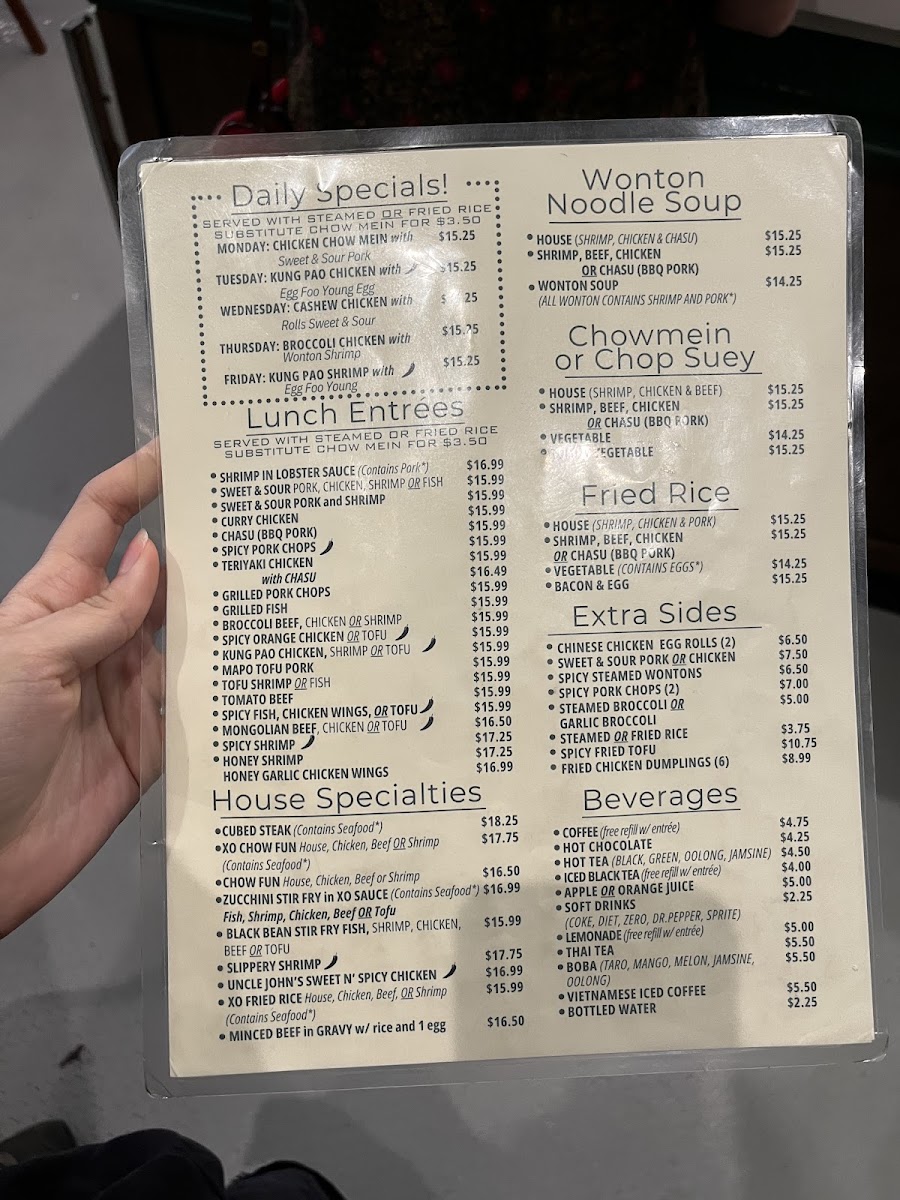 Daily Specials!
SERVED WITH STEAMED OR FRIED RICE
SUBSTITUTE CHOW MEIN FOR $3.50
MONDAY: CHICKEN CHOW MEIN with $15.25
Sweet & Sour Pork
TUESDAY: KUNG PAO CHICKEN with $15.25
Egg Foo Young Egg
WEDNESDAY: CASHEW CHICKEN with 25
Rolls Sweet & Sour
THURSDAY: BROCCOLI CHICKEN with $15.25
Wonton Shrimp
FRIDAY: KUNG PAO SHRIMP with $15.25
Egg Foo Young
Lunch Entrées
SERVED WITH STEAMED OR FRIED RICE
SUBSTITUTE CHOW MEIN FOR $3.50
• SHRIMP IN LOBSTER SAUCE (Contains Pork*) $16.99
• SWEET & SOUR PORK, CHICKEN, SHRIMP OR FISH $15.99
• SWEET & SOUR PORK and SHRIMP $15.99
• CURRY CHICKEN $15.99
• CHASU (BBQ PORK) $15.99
• SPICY PORK CHOPS $15.99
• TERIYAKI CHICKEN $15.99
with CHASU $16.49
• GRILLED PORK CHOPS $15.99
• GRILLED FISH $15.99
• BROCCOLI BEEF, CHICKEN OR SHRIMP $15.99
• SPICY ORANGE CHICKEN OR TOFU $15.99
• KUNG PAO CHICKEN, SHRIMP OR TOFU $15.99
• MAPO TOFU PORK $15.99
• TOFU SHRIMP OR FISH $15.99
• TOMATO BEEF $15.99
• SPICY FISH, CHICKEN WINGS, OR TOFU $15.99
• MONGOLIAN BEEF, CHICKEN OR TOFU $16.50
• SPICY SHRIMP $17.25
• HONEY SHRIMP $17.25
HONEY GARLIC CHICKEN WINGS $16.99
House Specialties
• CUBED STEAK (Contains Seafood*) $18.25
• XO CHOW FUN House, Chicken, Beef OR Shrimp $17.75
(Contains Seafood*)
• CHOW FUN House, Chicken, Beef or Shrimp $16.50
• ZUCCHINI STIR FRY in XO SAUCE (Contains Seafood*) $16.99
Fish, Shrimp, Chicken, Beef OR Tofu
• BLACK BEAN STIR FRY FISH, SHRIMP, CHICKEN, $15.99
BEEF OR TOFU
• SLIPPERY SHRIMP $17.75
• UNCLE JOHN'S SWEET N' SPICY CHICKEN $16.99
• XO FRIED RICE House, Chicken, Beef, OR Shrimp $15.99
(Contains Seafood*)
• MINCED BEEF in GRAVY w/ rice and 1 egg $16.50
Wonton
Noodle Soup
• HOUSE (SHRIMP, CHICKEN & CHASU) $15.25
• SHRIMP, BEEF, CHICKEN $15.25
OR CHASU (BBQ PORK)
• WONTON SOUP $14.25
(ALL WONTON CONTAINS SHRIMP AND PORK*)
Chowmein
or Chop Suey
• HOUSE (SHRIMP, CHICKEN & BEEF) $15.25
• SHRIMP, BEEF, CHICKEN $15.25
OR CHASU (BBQ PORK)
• VEGETABLE $14.25
VEGETABLE $15.25
Fried Rice
• HOUSE (SHRIMP, CHICKEN & PORK) $15.25
• SHRIMP, BEEF, CHICKEN $15.25
OR CHASU (BBQ PORK)
• VEGETABLE (CONTAINS EGGS*) $14.25
• BACON & EGG $15.25
Extra Sides
• CHINESE CHICKEN EGG ROLLS (2) $6.50
• SWEET & SOUR PORK OR CHICKEN $7.50
• SPICY STEAMED WONTONS $6.50
• SPICY PORK CHOPS (2) $7.00
• STEAMED BROCCOLI OR $5.00
GARLIC BROCCOLI
• STEAMED OR FRIED RICE $3.75
• SPICY FRIED TOFU $10.75
• FRIED CHICKEN DUMPLINGS (6) $8.99
Beverages
• COFFEE (free refill w/ entrée) $4.75
• HOT CHOCOLATE $4.25
• HOT TEA (BLACK, GREEN, OOLONG, JAMSINE) $4.50
• ICED BLACK TEA (free refill w/ entrée) $4.00
• APPLE OR ORANGE JUICE $5.00
• SOFT DRINKS $2.25
(COKE, DIET, ZERO, DR.PEPPER, SPRITE)
• LEMONADE (free refill w/ entrée) $5.00
• THAI TEA $5.50
• BOBA (TARO, MANGO, MELON, JAMSINE, $5.50
OOLONG)
• VIETNAMESE ICED COFFEE $5.50
• BOTTLED WATER $2.25